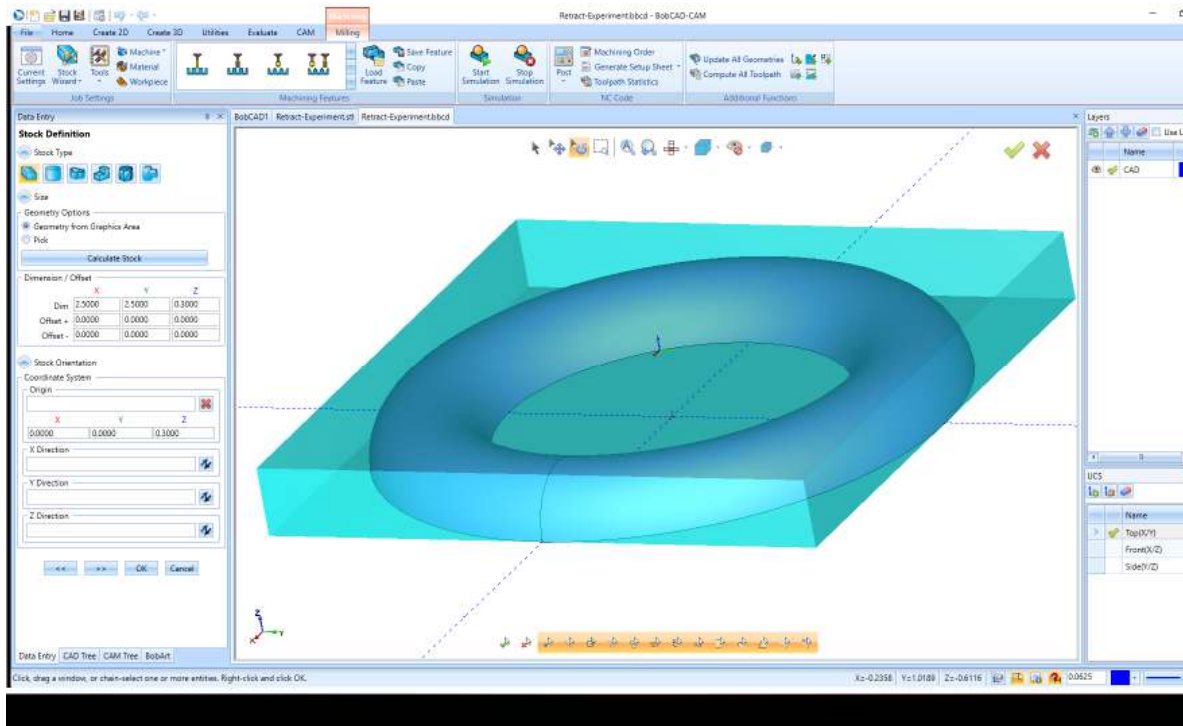 Retract-Experiment.bbcd - BobCAD-CAM
Machining
File Home Create 2D Create 3D Utilities Evaluate CAM Milling
Current Settings
Stock Wizard
Tools
Machine
Material
Workpiece
Job Settings
Machining Features
Load Feature
Save Feature
Copy
Paste
Start Simulation
Stop Simulation
Simulation
Post
Machining Order
Generate Setup Sheet
Toolpath Statistics
NC Code
Update All Geometries
Compute All Toolpath
Additional Functions
Data Entry
BobCAD1 Retract-Experiment.stl Retract-Experiment.bbcd
Layers
Stock Definition
Stock Type
Size
Geometry Options
Geometry from Graphics Area
Pick
Calculate Stock
Dimension / Offset
X Y Z
Dim 2.5000 2.5000 0.3000
Offset + 0.0000 0.0000 0.0000
Offset - 0.0000 0.0000 0.0000
Stock Orientation
Coordinate System
Origin
X Y Z
0.0000 0.0000 0.3000
X Direction
Y Direction
Z Direction
<< >> OK Cancel
Data Entry CAD Tree CAM Tree BobArt
Z
X Y
Use L
Name
CAD
UCS
Name
Top(X/Y)
Front(X/Z)
Side(Y/Z)
Click, drag a window, or chain-select one or more entities. Right-click and click OK.
X=-0.2358 Y=1.0189 Z=-0.6116 0.0625